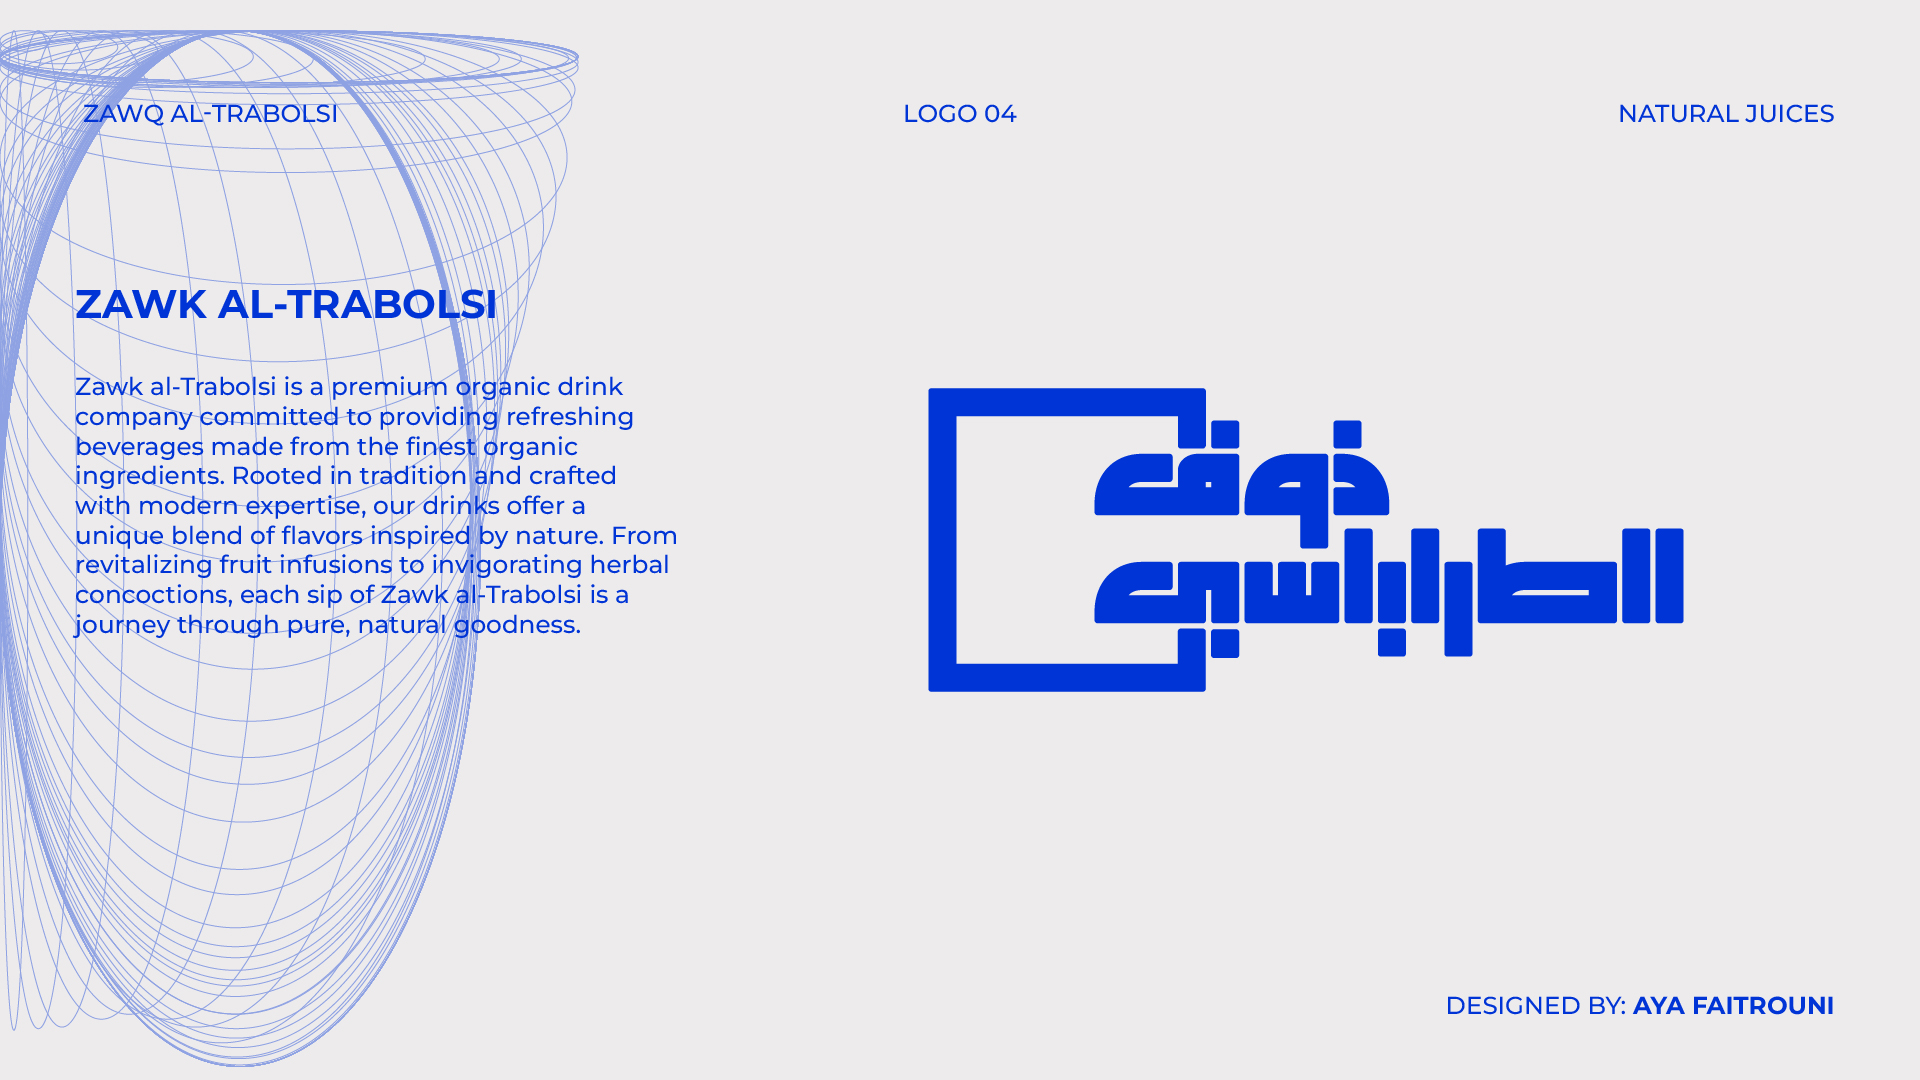 ZAWQ AL-TRABOLSI
LOGO 04
NATURAL JUICES
ZAWK AL-TRABOLSI
Zawk al-Trabolsi is a premium organic drink
company committed to providing refreshing
beverages made from the finest organic
ingredients. Rooted in tradition and crafted
with modern expertise, our drinks offer a
unique blend of flavors inspired by nature. From
revitalizing fruit infusions to invigorating herbal
concoctions, each sip of Zawk al-Trabolsi is a
journey through pure, natural goodness.
ذوق
الطرابلسي
DESIGNED BY: AYA FAITROUNI